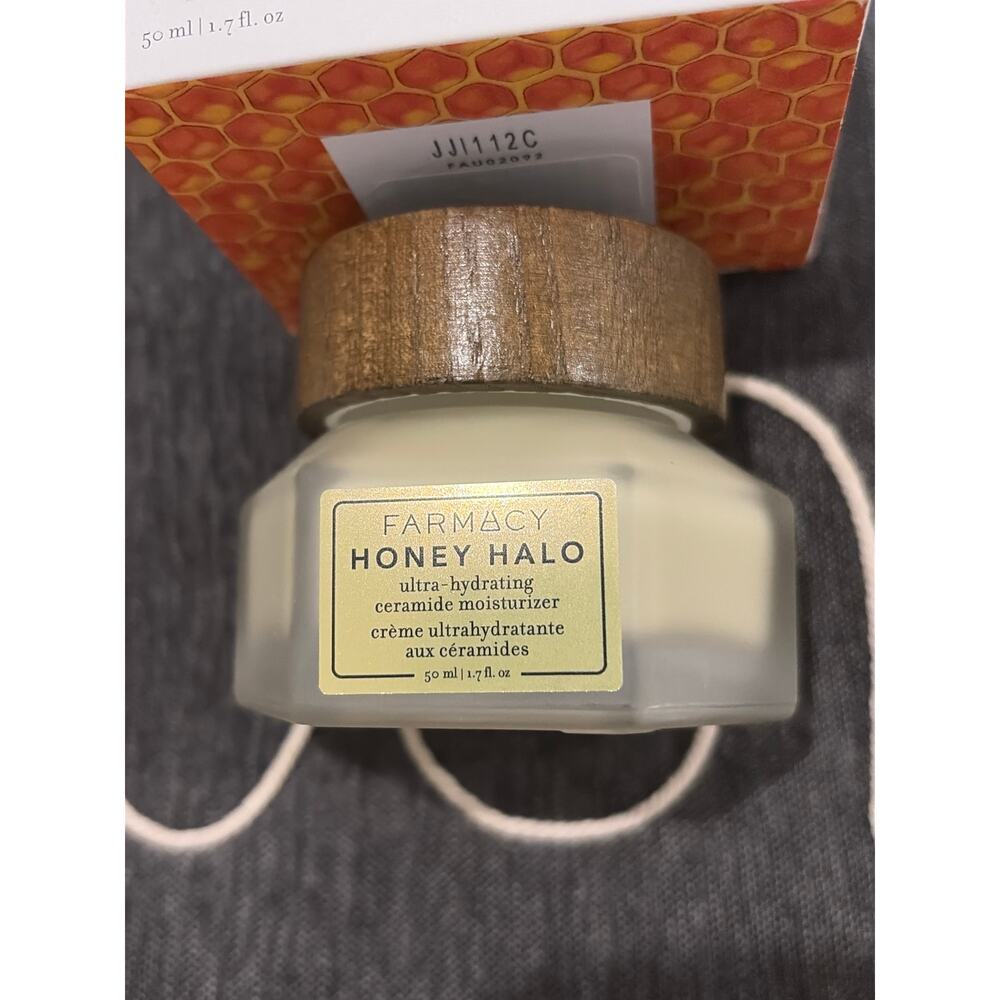 50 ml | 1.7 fl. oz
JJI112C
FAU02092
FARMACY
HONEY HALO
ultra-hydrating
ceramide moisturizer
crème ultrahydratante
aux céramides
50 ml | 1.7 fl. oz